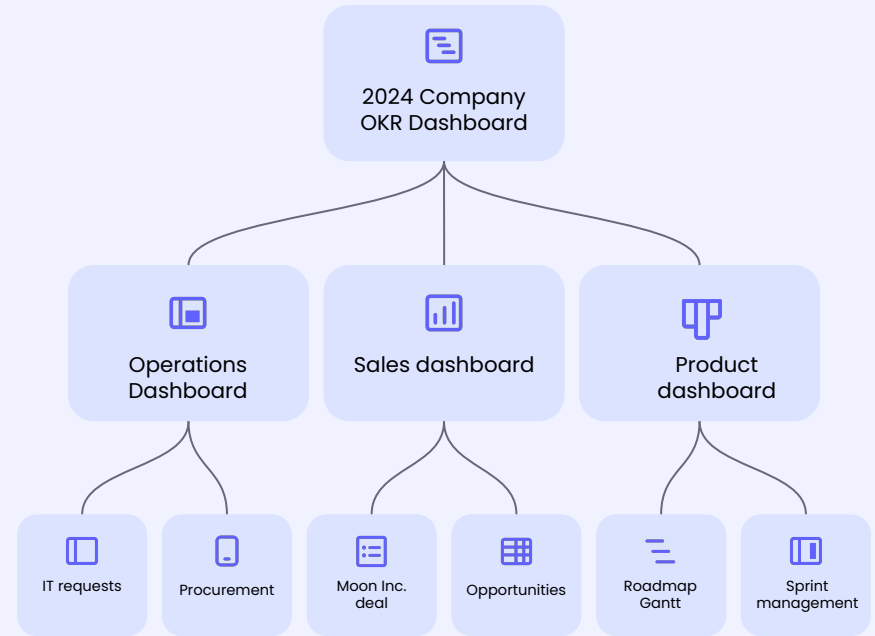 2024 Company
OKR Dashboard
Operations
Dashboard
Sales dashboard
Product
dashboard
IT requests
Procurement
Moon Inc.
deal
Opportunities
Roadmap
Gantt
Sprint
management